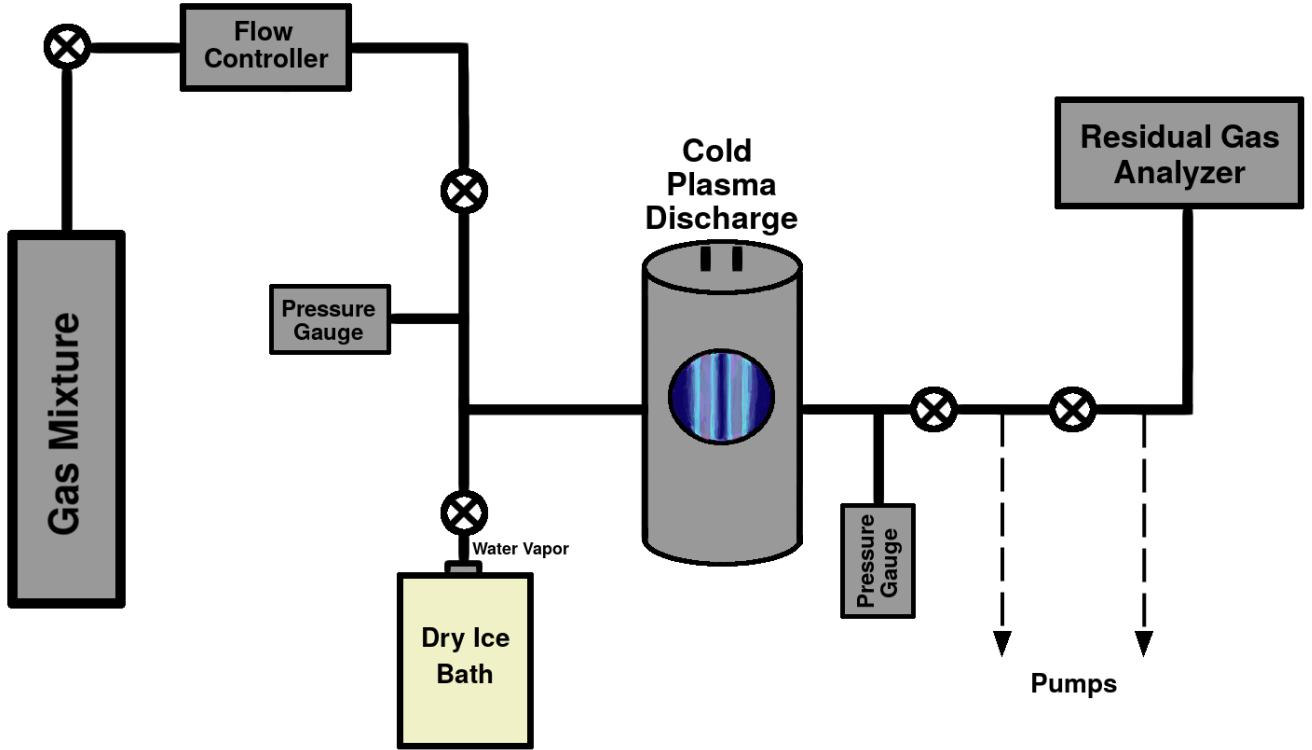 Flow
Controller
Cold
Plasma
Discharge
Residual Gas
Analyzer
Gas Mixture
Pressure
Gauge
Water Vapor
Dry Ice
Bath
Pressure
Gauge
Pumps